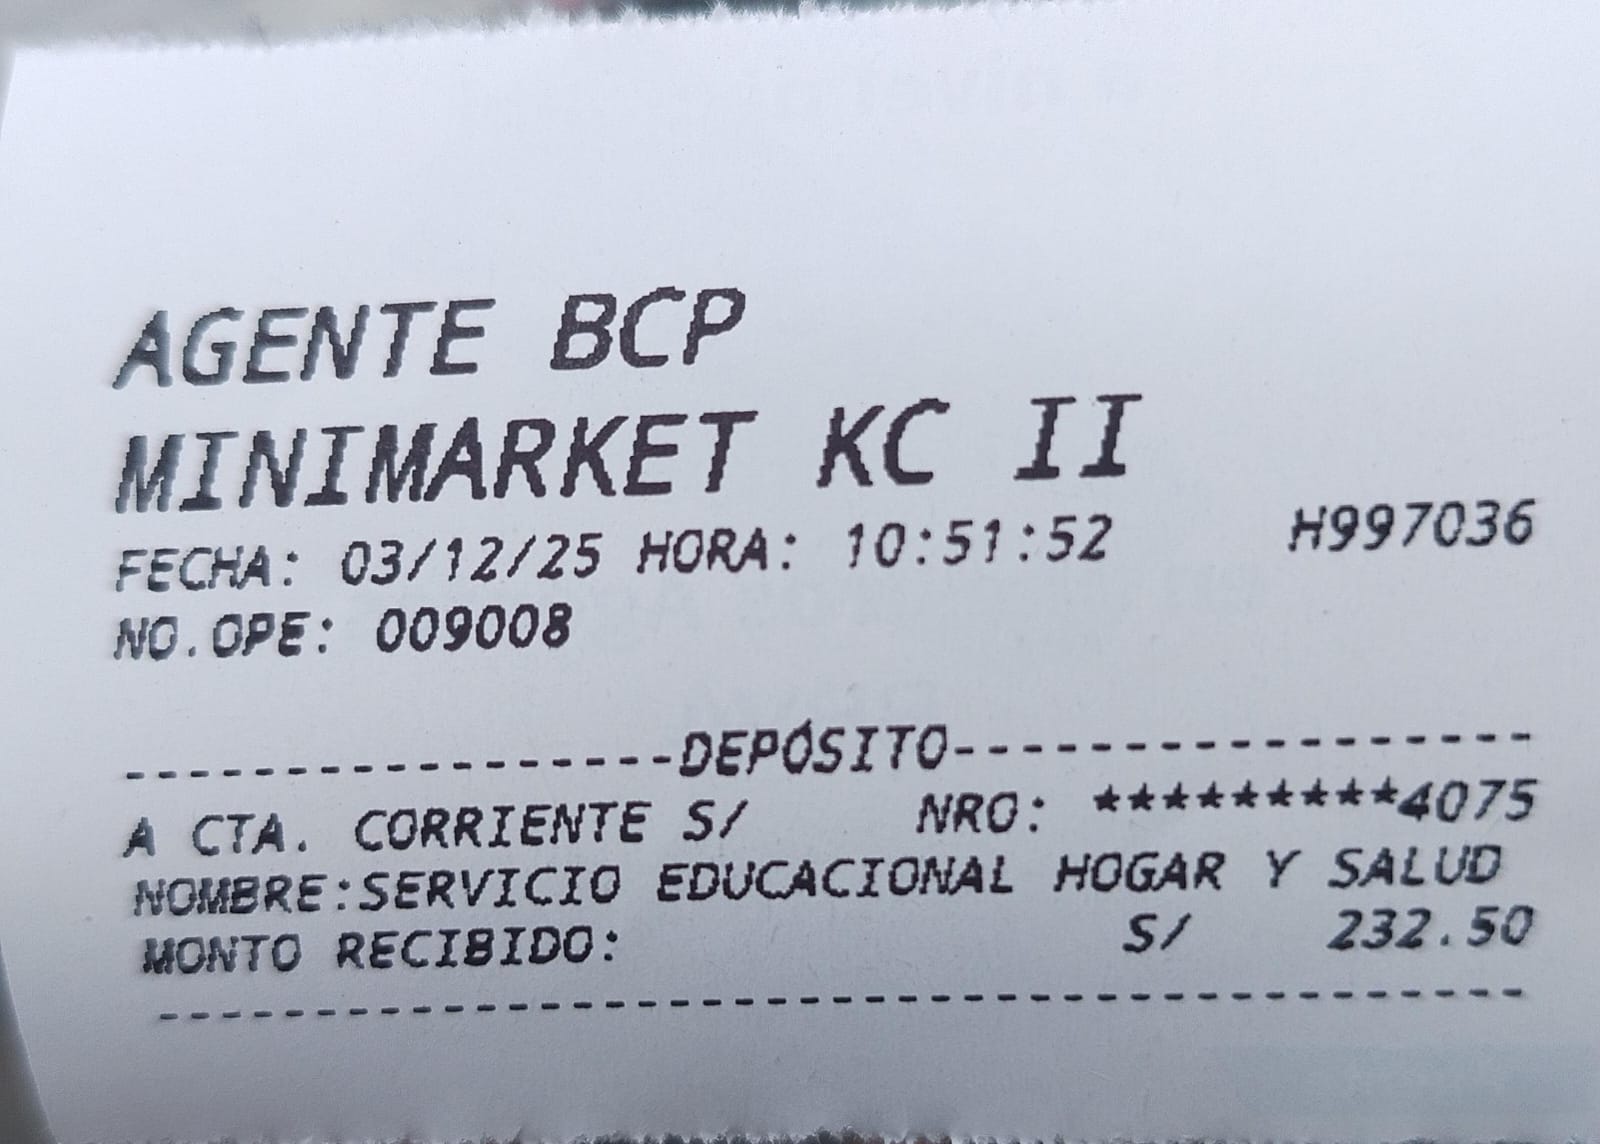 AGENTE BCP
MINIMARKET KC II
FECHA: 03/12/25 HORA: 10:51:52 H997036
NO.OPE: 009008
-----------------DEPÓSITO------------------
A CTA. CORRIENTE S/ NRO: *********4075
NOMBRE:SERVICIO EDUCACIONAL HOGAR Y SALUD
MONTO RECIBIDO: S/ 232.50
-------------------------------------------